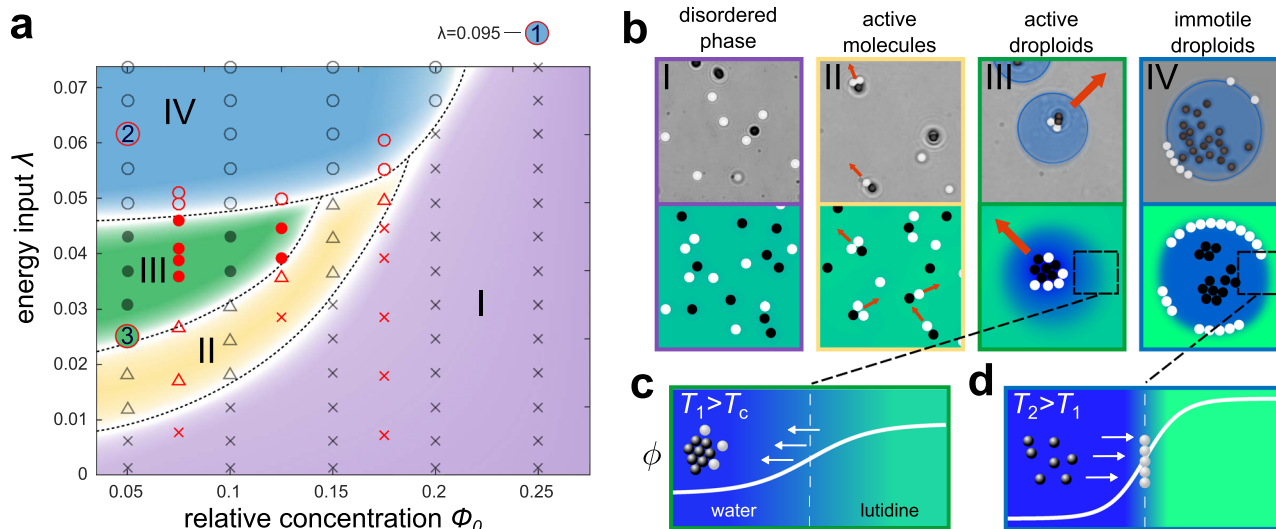 a
λ=0.095
1
energy input λ
0.07
0.06
0.05
0.04
0.03
0.02
0.01
0
IV
2
III
3
II
I
0.05
0.1
0.15
0.2
0.25
relative concentration Φ₀
b
disordered
phase
active
molecules
active
droploids
immotile
droploids
I
II
III
IV
c
T₁>Tc
ϕ
water
lutidine
d
T₂>T₁